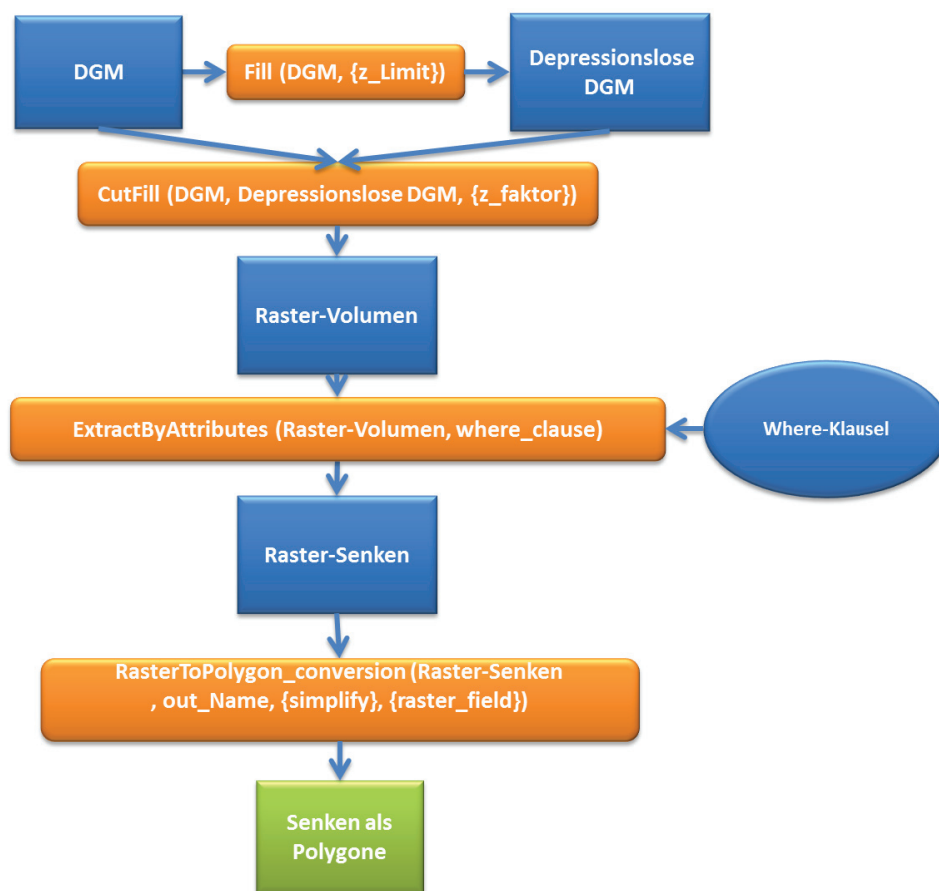 DGM
Fill (DGM, {z_Limit})
Depressionslose
DGM
CutFill (DGM, Depressionslose DGM, {z_faktor})
Raster-Volumen
ExtractByAttributes (Raster-Volumen, where_clause)
Where-Klausel
Raster-Senken
RasterToPolygon_conversion (Raster-Senken
, out_Name, {simplify}, {raster_field})
Senken als
Polygone